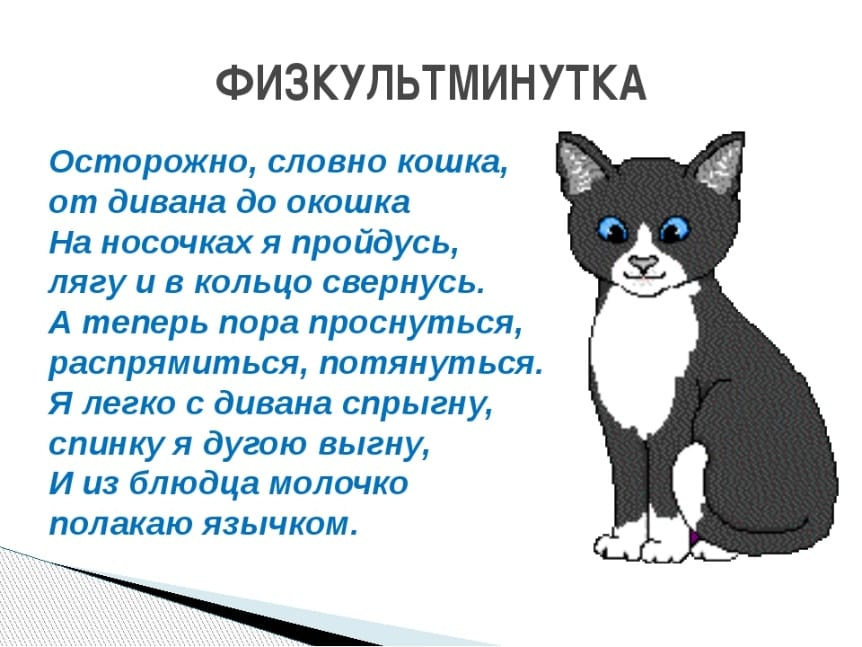 ФИЗКУЛЬТМИНУТКА
Осторожно, словно кошка,
от дивана до окошка
На носочках я пройдусь,
лягу и в кольцо свернусь.
А теперь пора проснуться,
распрямиться, потянуться.
Я легко с дивана спрыгну,
спинку я дугою выгну,
И из блюдца молочко
полакаю язычком.